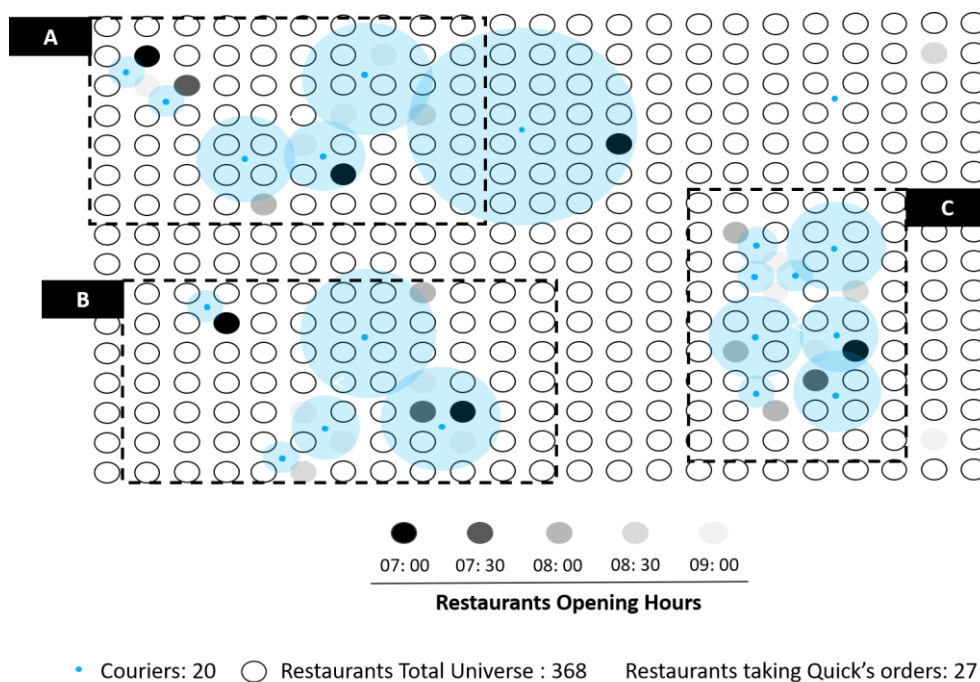 A
C
B
07: 00 07: 30 08: 00 08: 30 09: 00
Restaurants Opening Hours
Couriers: 20 Restaurants Total Universe : 368 Restaurants taking Quick's orders: 27